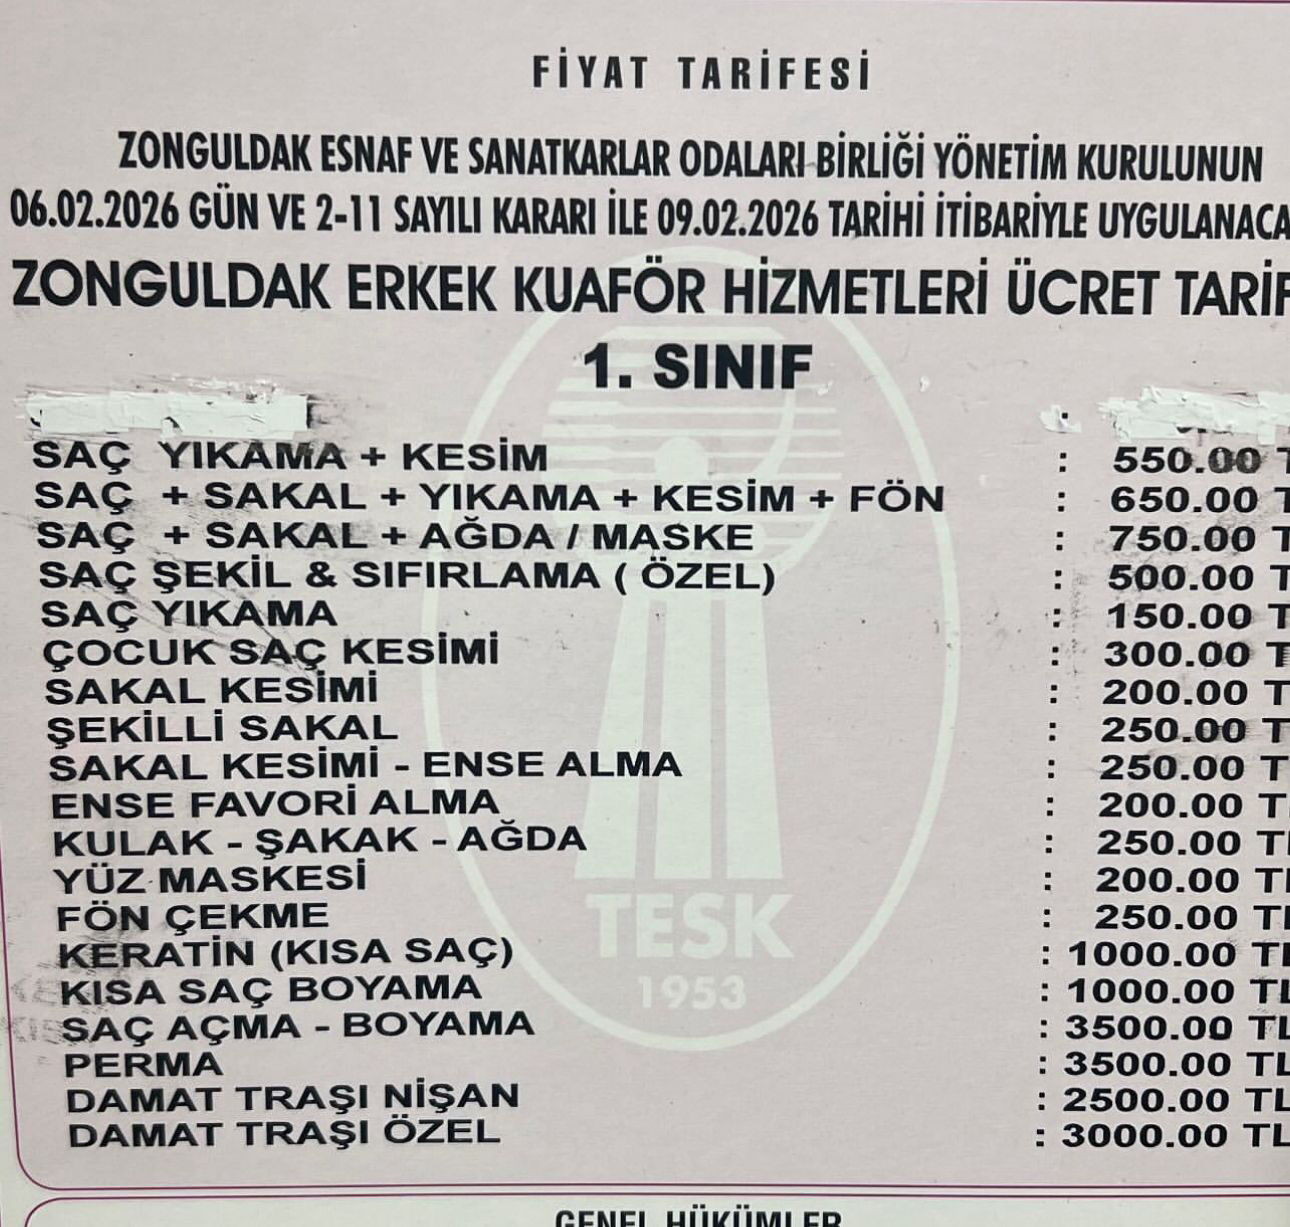 FİYAT TARİFESİ
ZONGULDAK ESNAF VE SANATKARLAR ODALARI BİRLİĞİ YÖNETİM KURULUNUN
06.02.2026 GÜN VE 2-11 SAYILI KARARI İLE 09.02.2026 TARİHİ İTİBARİYLE UYGULANACA
ZONGULDAK ERKEK KUAFÖR HİZMETLERİ ÜCRET TARİF
1. SINIF
SAÇ YIKAMA + KESİM : 550.00 T
SAÇ + SAKAL + YIKAMA + KESİM + FÖN : 650.00 T
SAÇ + SAKAL + AĞDA / MASKE : 750.00 T
SAÇ ŞEKİL & SIFIRLAMA ( ÖZEL) : 500.00 T
SAÇ YIKAMA : 150.00 T
ÇOCUK SAÇ KESİMİ : 300.00 T
SAKAL KESİMİ : 200.00 T
ŞEKİLLİ SAKAL : 250.00 T
SAKAL KESİMİ - ENSE ALMA : 250.00 T
ENSE FAVORİ ALMA : 200.00 TL
KULAK - ŞAKAK - AĞDA : 250.00 TL
YÜZ MASKESİ : 200.00 TL
FÖN ÇEKME : 250.00 TL
KERATİN (KISA SAÇ) : 1000.00 TL
KISA SAÇ BOYAMA : 1000.00 TL
SAÇ AÇMA - BOYAMA : 3500.00 TL
PERMA : 3500.00 TL
DAMAT TRAŞI NİŞAN : 2500.00 TL
DAMAT TRAŞI ÖZEL : 3000.00 TL
TESK
1953
GENEL HÜKÜMLER